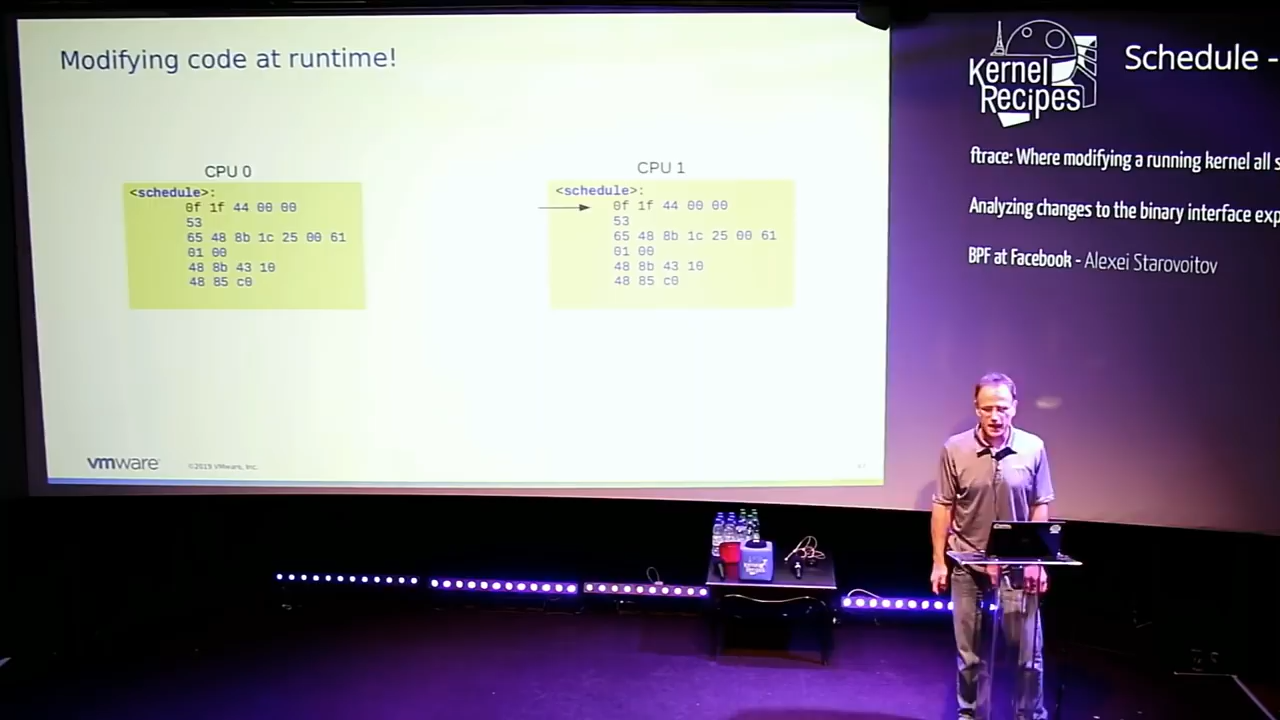 Modifying code at runtime!
CPU 0
<schedule>:
0f 1f 44 00 00
53
65 48 8b 1c 25 00 61
01 00
48 8b 43 10
48 85 c0
CPU 1
<schedule>:
0f 1f 44 00 00
53
65 48 8b 1c 25 00 61
01 00
48 8b 43 10
48 85 c0
vmware
©2019 VMware, Inc.
Kernel
Recipes
Schedule -
ftrace: Where modifying a running kernel all s
Analyzing changes to the binary interface exp
BPF at Facebook - Alexei Starovoitov